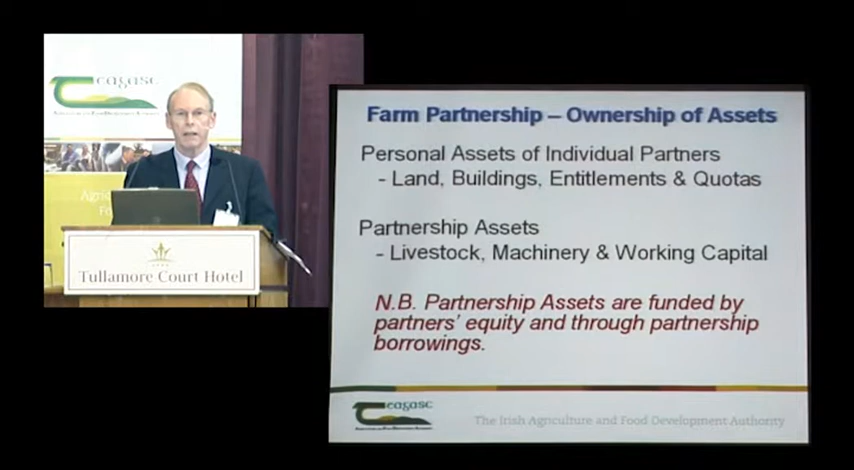 Teagasc
Tullamore Court Hotel
Farm Partnership – Ownership of Assets
Personal Assets of Individual Partners
- Land, Buildings, Entitlements & Quotas
Partnership Assets
- Livestock, Machinery & Working Capital
N.B. Partnership Assets are funded by
partners' equity and through partnership
borrowings.
Teagasc
The Irish Agriculture and Food Development Authority